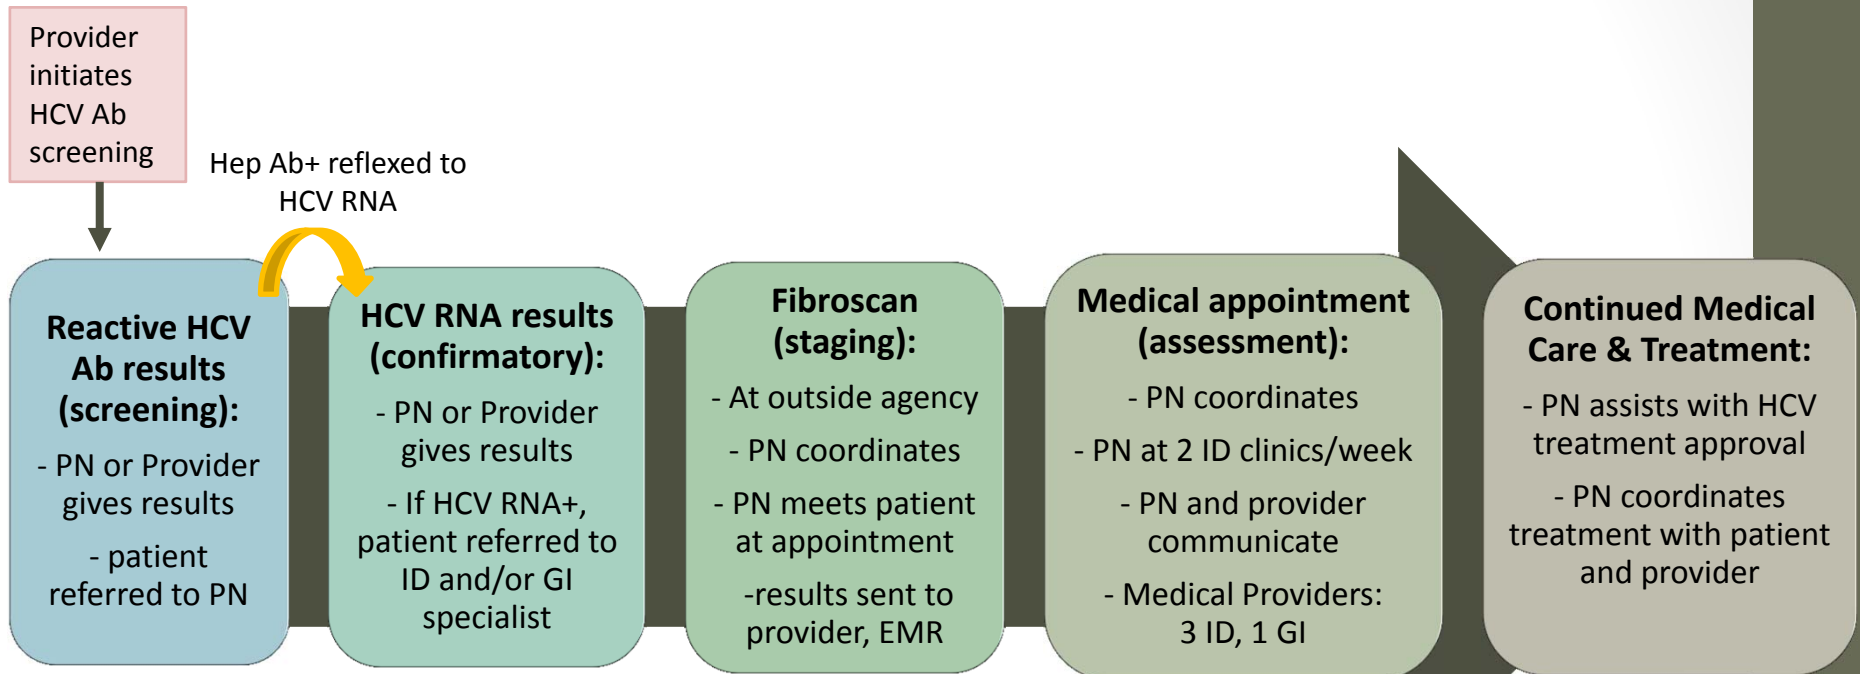 Provider
initiates
HCV Ab
screening
Hep Ab+ reflexed to
HCV RNA
Reactive HCV
Ab results
(screening):
- PN or Provider
gives results
- patient
referred to PN
HCV RNA results
(confirmatory):
- PN or Provider
gives results
- If HCV RNA+,
patient referred to
ID and/or GI
specialist
Fibroscan
(staging):
- At outside agency
- PN coordinates
- PN meets patient
at appointment
-results sent to
provider, EMR
Medical appointment
(assessment):
- PN coordinates
- PN at 2 ID clinics/week
- PN and provider
communicate
- Medical Providers:
3 ID, 1 GI
Continued Medical
Care & Treatment:
- PN assists with HCV
treatment approval
- PN coordinates
treatment with patient
and provider